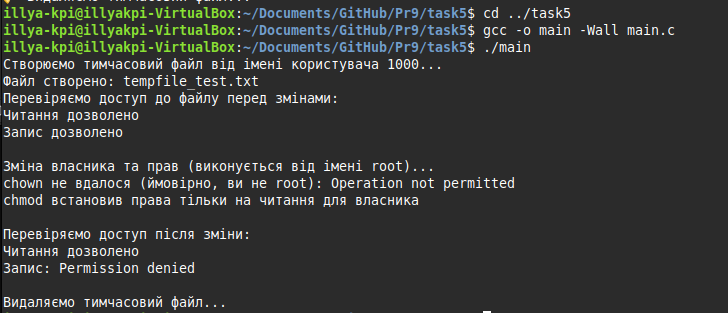 illya-kpi@illyakpi-VirtualBox:~/Documents/GitHub/Pr9/task5$ cd ../task5
illya-kpi@illyakpi-VirtualBox:~/Documents/GitHub/Pr9/task5$ gcc -o main -Wall main.c
illya-kpi@illyakpi-VirtualBox:~/Documents/GitHub/Pr9/task5$ ./main
Створюємо тимчасовий файл від імені користувача 1000...
Файл створено: tempfile_test.txt
Перевіряємо доступ до файлу перед змінами:
Читання дозволено
Запис дозволено
Зміна власника та прав (виконується від імені root)...
chown не вдалося (ймовірно, ви не root): Operation not permitted
chmod встановив права тільки на читання для власника
Перевіряємо доступ після зміни:
Читання дозволено
Запис: Permission denied
Видаляємо тимчасовий файл...